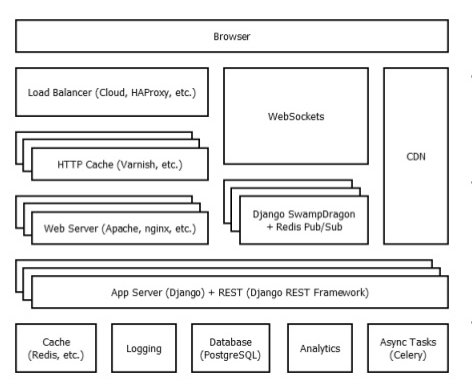 Browser
Load Balancer (Cloud, HAProxy, etc.)
WebSockets
CDN
HTTP Cache (Varnish, etc.)
Web Server (Apache, nginx, etc.)
Django SwampDragon
+ Redis Pub/Sub
App Server (Django) + REST (Django REST Framework)
Cache
(Redis, etc.)
Logging
Database
(PostgreSQL)
Analytics
Async Tasks
(Celery)